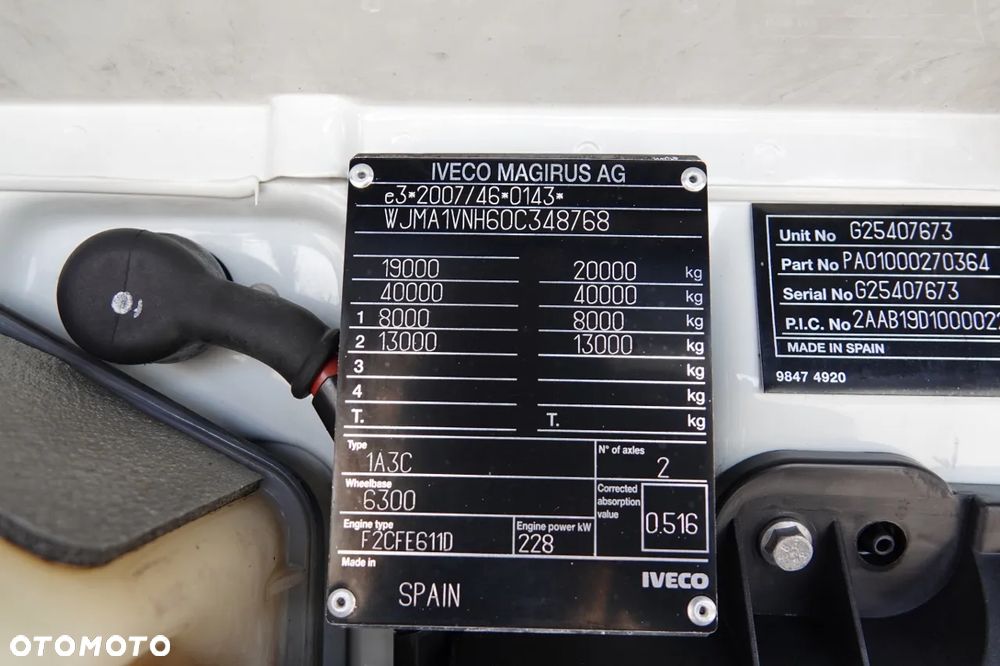 IVECO MAGIRUS AG
e3*2007/46*0143*
WJMA1VNH60C348768
19000 20000 kg
40000 40000 kg
1 8000 8000 kg
2 13000 13000 kg
3 kg
4 kg
T. T. kg
Type 1A3C
N° of axles 2
Wheelbase 6300
Corrected absorption value 0.516
Engine type F2CFE611D
Engine power kW 228
Made in SPAIN
IVECO
Unit No G25407673
Part No PA01000270364
Serial No G25407673
P.I.C. No
MADE IN SPAIN
9847 4920
OTOMOTO